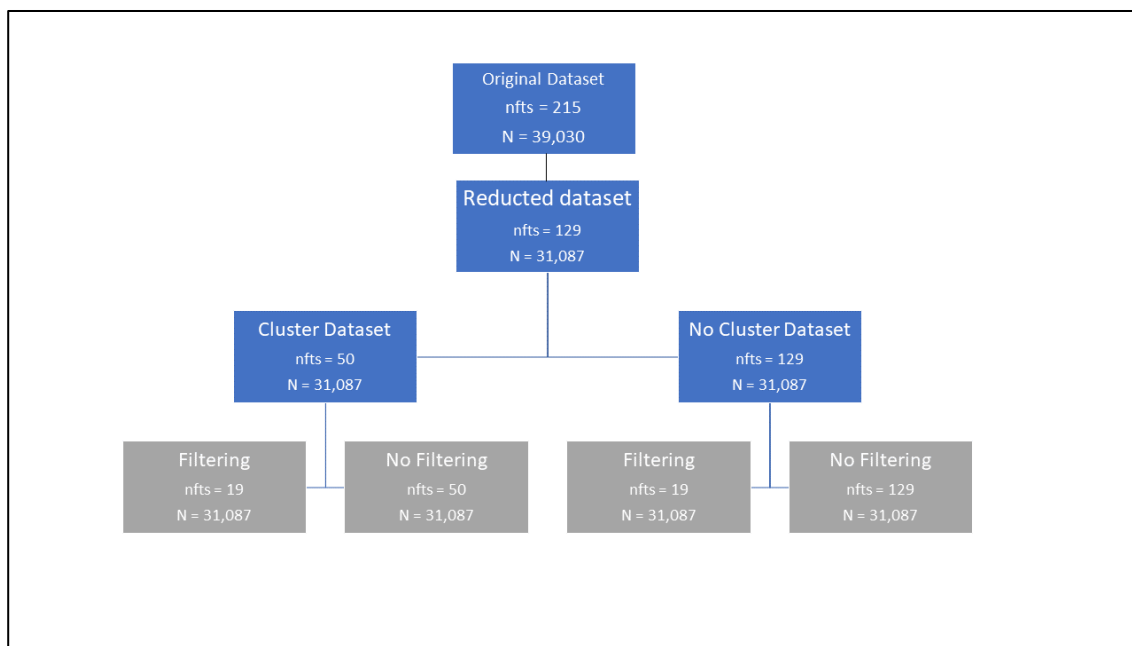 Original Dataset
nfts = 215
N = 39,030
Reducted dataset
nfts = 129
N = 31,087
Cluster Dataset
nfts = 50
N = 31,087
No Cluster Dataset
nfts = 129
N = 31,087
Filtering
nfts = 19
N = 31,087
No Filtering
nfts = 50
N = 31,087
Filtering
nfts = 19
N = 31,087
No Filtering
nfts = 129
N = 31,087